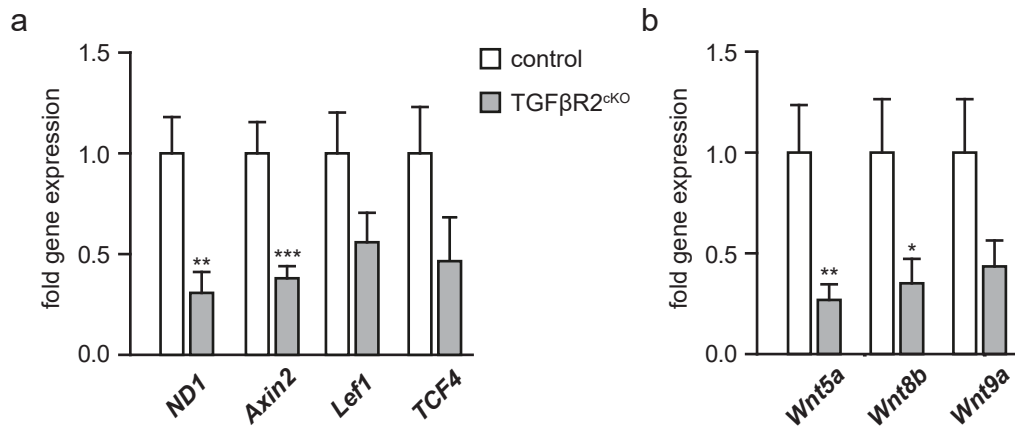 a
fold gene expression
1.5
1.0
0.5
0.0
**
***
ND1
Axin2
Lef1
TCF4
control
TGFβR2cKO
b
fold gene expression
1.5
1.0
0.5
0.0
**
*
Wnt5a
Wnt8b
Wnt9a